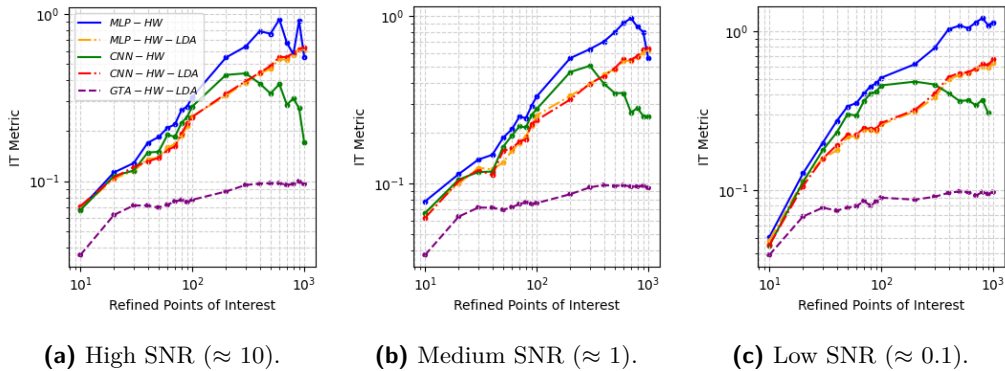 IT Metric
10⁰
10⁻¹
MLP − HW
MLP − HW − LDA
CNN − HW
CNN − HW − LDA
GTA − HW − LDA
10¹
10²
10³
Refined Points of Interest
(a) High SNR (≈ 10).
IT Metric
10⁰
10⁻¹
10¹
10²
10³
Refined Points of Interest
(b) Medium SNR (≈ 1).
IT Metric
10⁰
10⁻¹
10¹
10²
10³
Refined Points of Interest
(c) Low SNR (≈ 0.1).